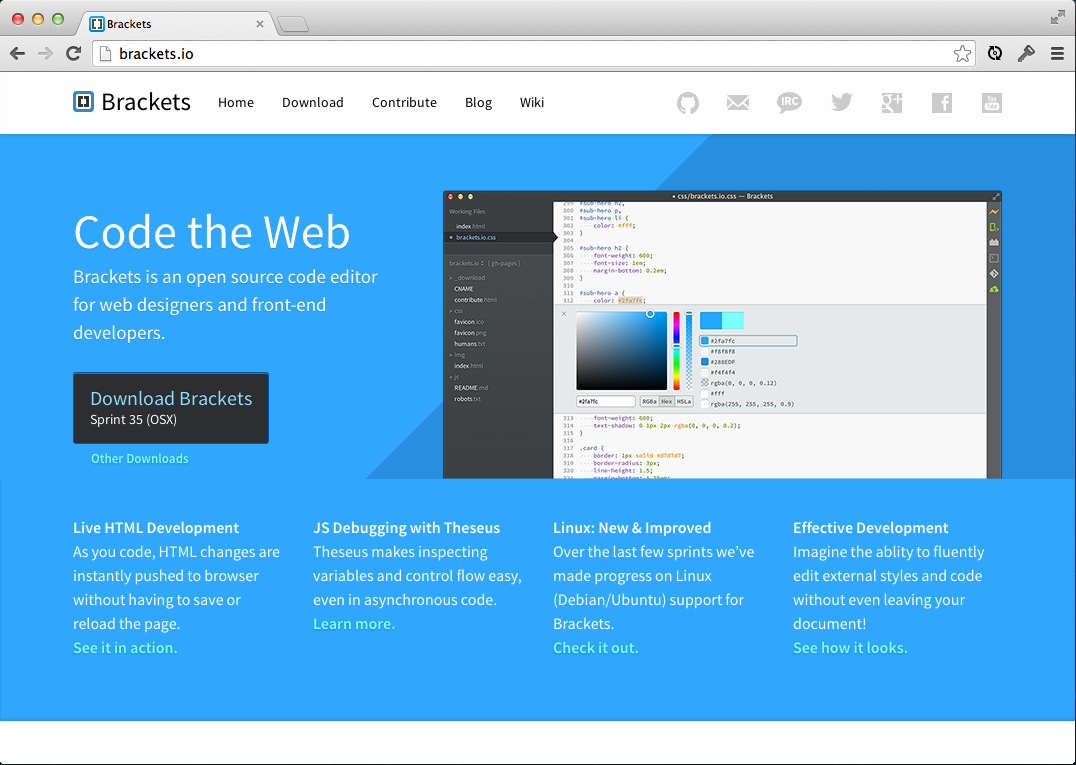 Brackets
brackets.io
Brackets Home Download Contribute Blog Wiki
IRC
g+
f
You Tube
• css/brackets.io.css — Brackets
Working Files
index.html
brackets.io.css
brackets.io [ gh-pages ]
_download
CNAME
contribute.html
css
favicon.ico
favicon.png
humans.txt
img
index.html
js
README.md
robots.txt
299 #sub-hero h2,
300 #sub-hero p,
301 #sub-hero li {
302 color: #fff;
303 }
304
305 #sub-hero h2 {
306 font-weight: 600;
307 font-size: 1em;
308 margin-bottom: 0.2em;
309 }
310
311 #sub-hero a {
312 color: #2fa7fc;
#2fa7fc
#f8f8f8
#288EDF
#f4f4f4
rgba(0, 0, 0, 0.12)
#fff
rgba(255, 255, 255, 0.9)
#2fa7fc RGBa Hex HSLa
313 font-weight: 600;
314 text-shadow: 0 1px 2px rgba(0, 0, 0, 0.2);
315 }
316
317 .card {
318 border: 1px solid #d7d7d7;
319 border-radius: 3px;
320 line-height: 1.5;
321 margin-bottom: 1.25em;
Code the Web
Brackets is an open source code editor
for web designers and front-end
developers.
Download Brackets
Sprint 35 (OSX)
Other Downloads
Live HTML Development
As you code, HTML changes are
instantly pushed to browser
without having to save or
reload the page.
See it in action.
JS Debugging with Theseus
Theseus makes inspecting
variables and control flow easy,
even in asynchronous code.
Learn more.
Linux: New & Improved
Over the last few sprints we've
made progress on Linux
(Debian/Ubuntu) support for
Brackets.
Check it out.
Effective Development
Imagine the ablity to fluently
edit external styles and code
without even leaving your
document!
See how it looks.